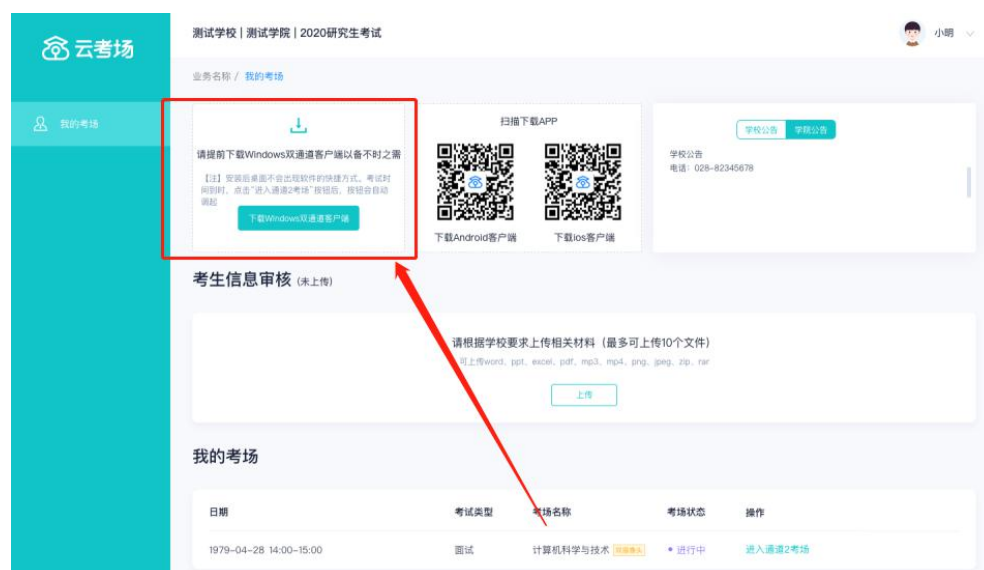 云考场
测试学校 | 测试学院 | 2020研究生考试
小明
业务名称 / 我的考场
我的考场
请提前下载Windows双通道客户端以备不时之需
【注】安装后桌面不会出现软件的快捷方式。考试时
间到时,点击"进入通道2考场"按钮后,按钮会自动
调起
下载Windows双通道客户端
扫描下载APP
下载Android客户端
下载ios客户端
学校公告
学院公告
学校公告
电话: 028-82345678
考生信息审核 (未上传)
请根据学校要求上传相关材料(最多可上传10个文件)
可上传word、ppt、excel、pdf、mp3、mp4、png、jpeg、zip、rar
上传
我的考场
日期 考试类型 考场名称 考场状态 操作
1979-04-28 14:00-15:00 面试 计算机科学与技术 双摄像头 进行中 进入通道2考场